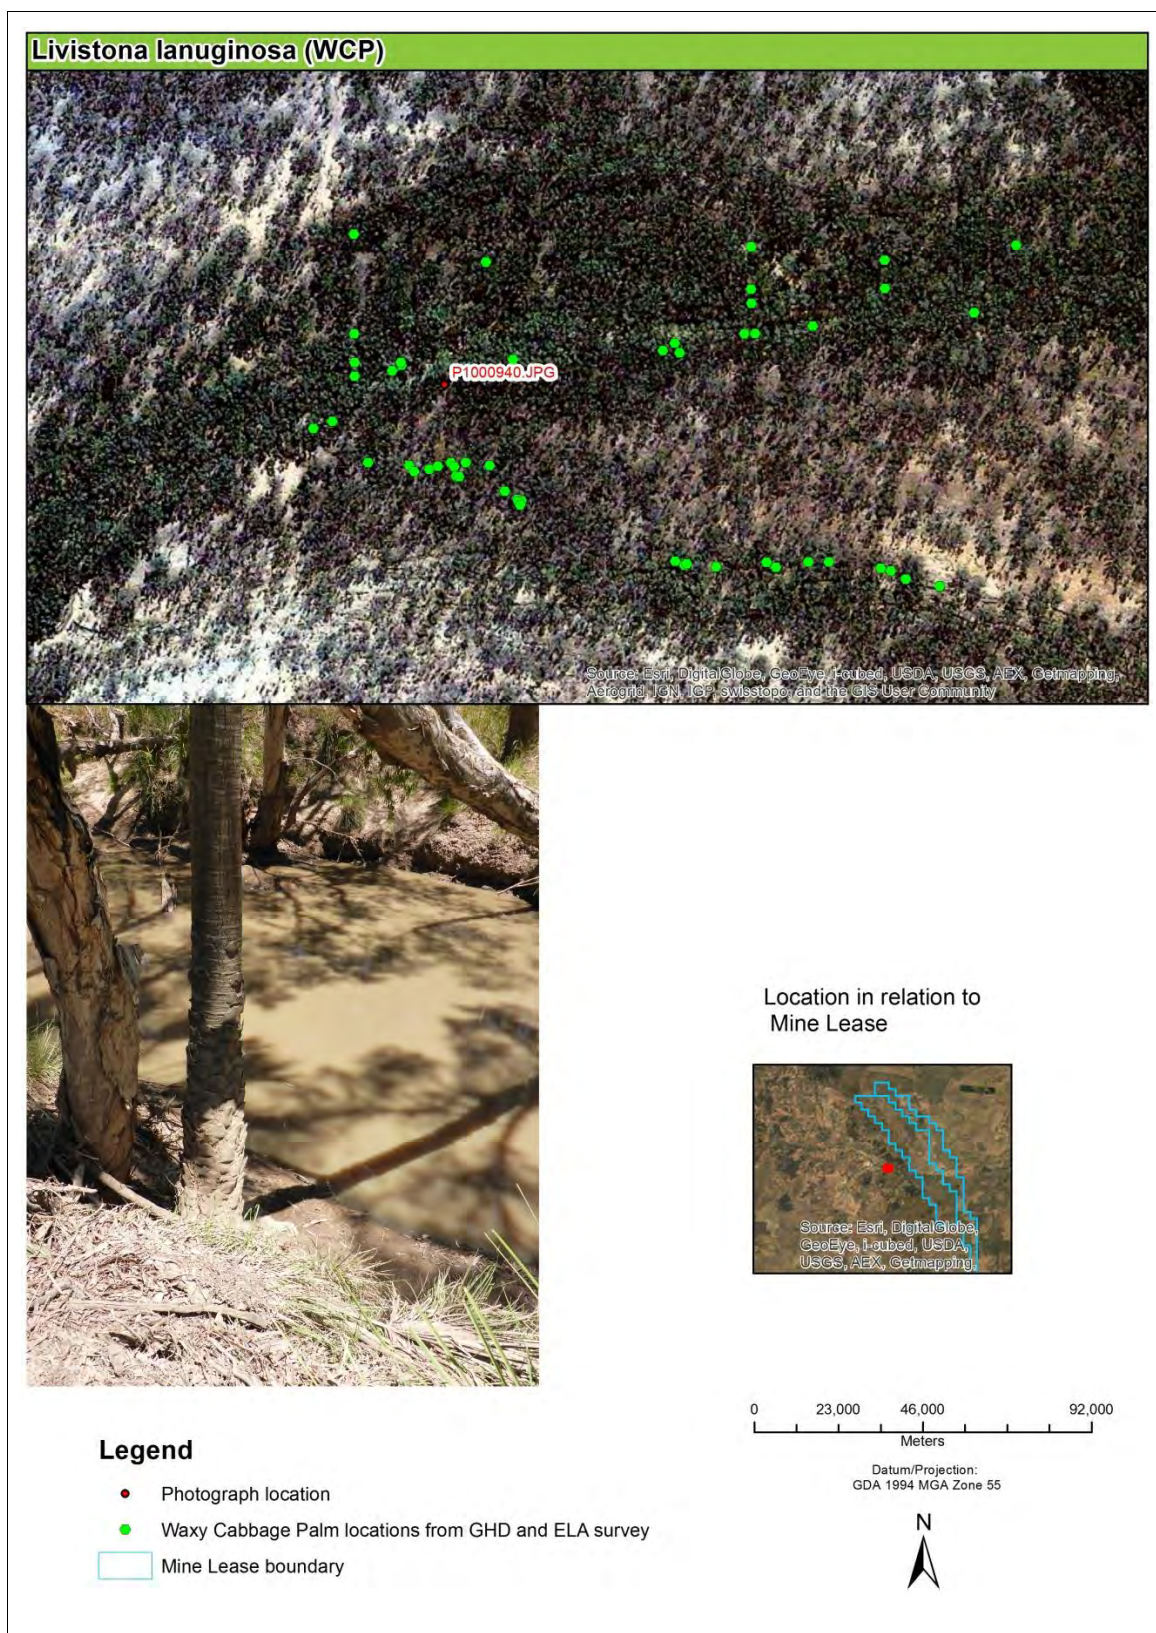 Livistona lanuginosa (WCP)
P1000940.JPG
Source: Esri, DigitalGlobe, GeoEye, i-cubed, USDA, USGS, AEX, Getmapping,
Aerogrid, IGN, IGP, swisstopo, and the GIS User Community
Location in relation to
Mine Lease
Source: Esri, DigitalGlobe,
GeoEye, i-cubed, USDA,
USGS, AEX, Getmapping,
0 23,000 46,000 92,000
Meters
Datum/Projection:
GDA 1994 MGA Zone 55
N
Legend
Photograph location
Waxy Cabbage Palm locations from GHD and ELA survey
Mine Lease boundary